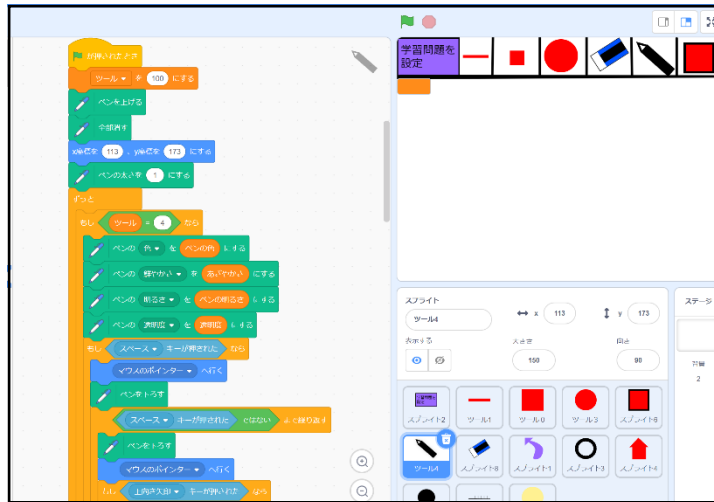 が押されたとき
ツール を 100 にする
ペンを上げる
全部消す
x座標を 113 、y座標を 173 にする
ペンの太さを 1 にする
ずっと
もし ツール = 4 なら
ペンの 色 を ペンの色 にする
ペンの 鮮やかさ を あざやかさ にする
ペンの 明るさ を ペンの明るさ にする
ペンの 透明度 を 透明度 にする
もし スペース キーが押された なら
マウスのポインター へ行く
ペンを下ろす
スペース キーが押された ではない まで繰り返す
ペンを下ろす
マウスのポインター へ行く
もし 上向き矢印 キーが押された なら
学習問題を
設定
スプライト
ツール4
x 113
y 173
表示する
大きさ
150
向き
90
ステージ
背景
2
スプライト2
ツール1
ツール0
ツール3
ツール4
スプライト1
スプライト3
スプライト4